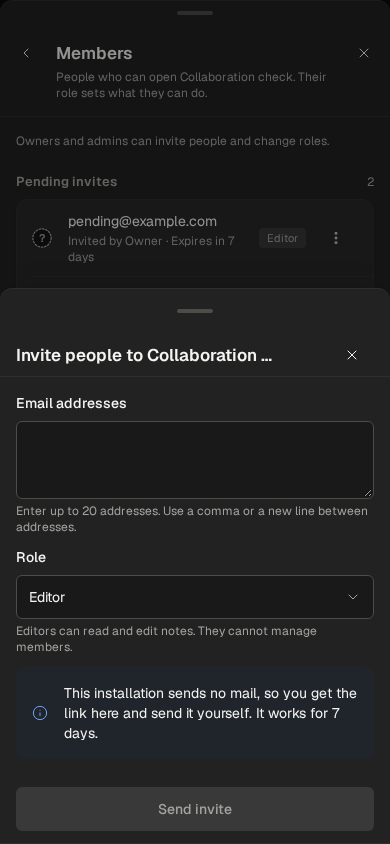 Members
People who can open Collaboration check. Their
role sets what they can do.
Owners and admins can invite people and change roles.
Pending invites 2
?
pending@example.com
Invited by Owner · Expires in 7
days
Editor
Invite people to Collaboration ...
Email addresses
Enter up to 20 addresses. Use a comma or a new line between
addresses.
Role
Editor
Editors can read and edit notes. They cannot manage
members.
This installation sends no mail, so you get the
link here and send it yourself. It works for 7
days.
Send invite